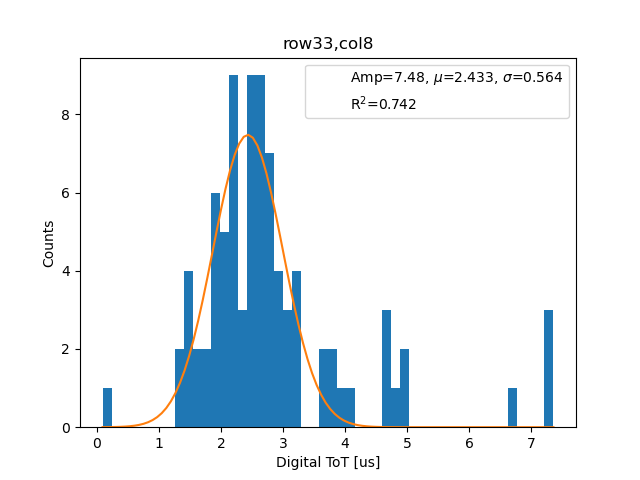 row33,col8
Amp=7.48, μ=2.433, σ=0.564
R²=0.742
Counts
8
6
4
2
0
0 1 2 3 4 5 6 7
Digital ToT [us]